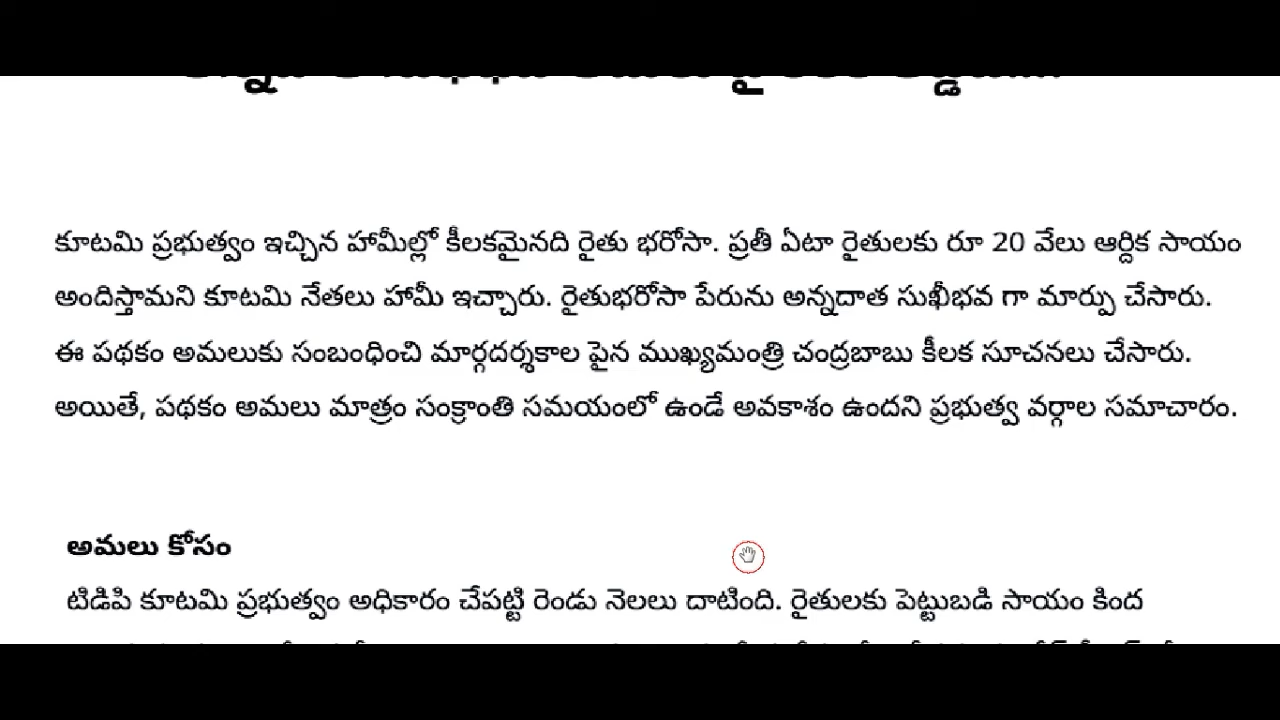 కూటమి ప్రభుత్వం ఇచ్చిన హామీల్లో కీలకమైనది రైతు భరోసా. ప్రతీ ఏటా రైతులకు రూ 20 వేలు ఆర్దిక సాయం
అందిస్తామని కూటమి నేతలు హామీ ఇచ్చారు. రైతుభరోసా పేరును అన్నదాత సుఖీభవ గా మార్పు చేసారు.
ఈ పథకం అమలుకు సంబంధించి మార్గదర్శకాల పైన ముఖ్యమంత్రి చంద్రబాబు కీలక సూచనలు చేసారు.
అయితే, పథకం అమలు మాత్రం సంక్రాంతి సమయంలో ఉండే అవకాశం ఉందని ప్రభుత్వ వర్గాల సమాచారం.
అమలు కోసం
టిడిపి కూటమి ప్రభుత్వం అధికారం చేపట్టి రెండు నెలలు దాటింది. రైతులకు పెట్టుబడి సాయం కింద